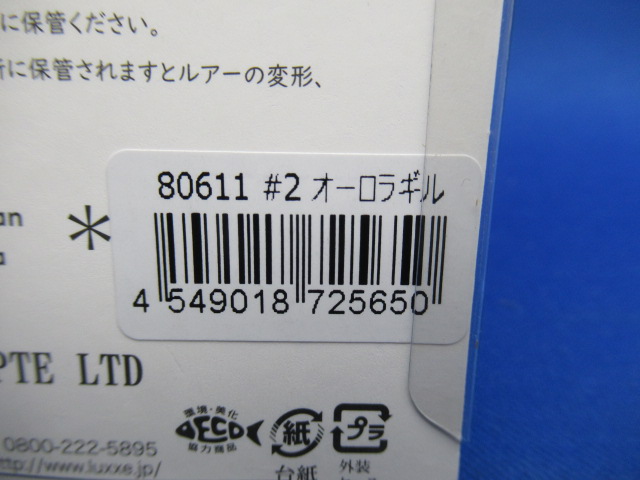 に保管ください。
に保管されますとルアーの変形、
80611 #2 オーロラギル
an
*
a
4 549018 725650
PTE LTD
環境・美化
DECO
協力商品
紙
プラ
0800-222-5895
http://www.luxxe.jp/
台紙
外装